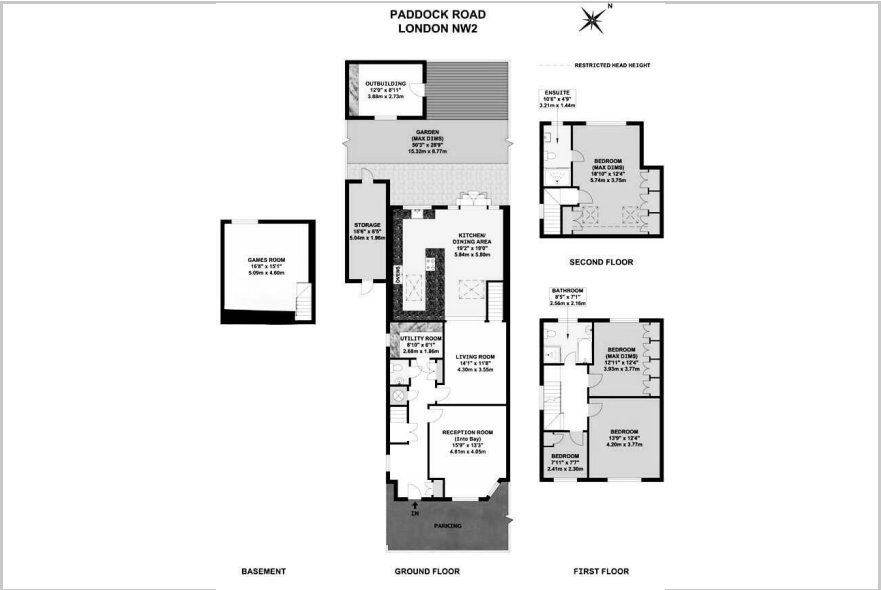 PADDOCK ROAD
LONDON NW2
N
RESTRICTED HEAD HEIGHT
OUTBUILDING
12'9" x 8'11"
3.88m x 2.73m
GARDEN
(MAX DIMS)
50'3" x 28'9"
15.32m x 8.77m
STORAGE
16'6" x 6'5"
5.04m x 1.96m
KITCHEN/
DINING AREA
19'2" x 19'0"
5.84m x 5.80m
OVENS
UTILITY ROOM
8'10" x 6'1"
2.68m x 1.86m
LIVING ROOM
14'1" x 11'8"
4.30m x 3.55m
RECEPTION ROOM
(Into Bay)
15'9" x 13'3"
4.81m x 4.05m
IN
PARKING
GROUND FLOOR
GAMES ROOM
16'8" x 15'1"
5.09m x 4.60m
BASEMENT
ENSUITE
10'6" x 4'9"
3.21m x 1.44m
BEDROOM
(MAX DIMS)
18'10" x 12'4"
5.74m x 3.75m
SECOND FLOOR
BATHROOM
8'5" x 7'1"
2.56m x 2.16m
BEDROOM
(MAX DIMS)
12'11" x 12'4"
3.93m x 3.77m
BEDROOM
13'9" x 12'4"
4.20m x 3.77m
BEDROOM
7'11" x 7'7"
2.41m x 2.30m
FIRST FLOOR